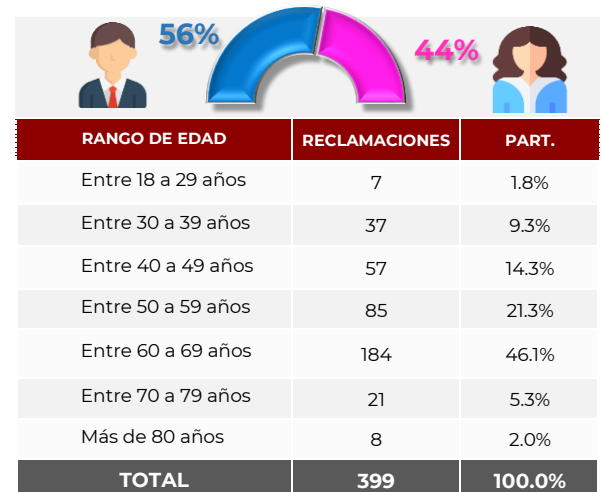 56%
44%
RANGO DE EDAD RECLAMACIONES PART.
Entre 18 a 29 años 7 1.8%
Entre 30 a 39 años 37 9.3%
Entre 40 a 49 años 57 14.3%
Entre 50 a 59 años 85 21.3%
Entre 60 a 69 años 184 46.1%
Entre 70 a 79 años 21 5.3%
Más de 80 años 8 2.0%
TOTAL 399 100.0%